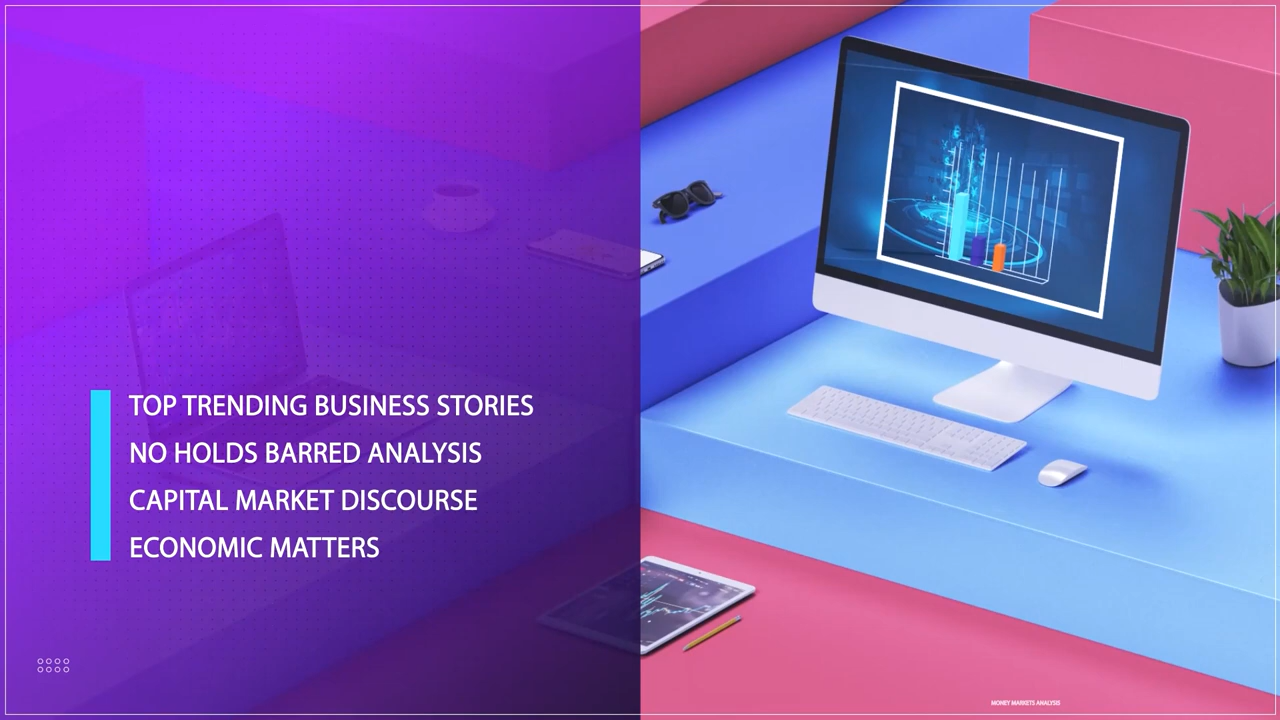 TOP TRENDING BUSINESS STORIES
NO HOLDS BARRED ANALYSIS
CAPITAL MARKET DISCOURSE
ECONOMIC MATTERS
MONEY MARKETS ANALYSIS